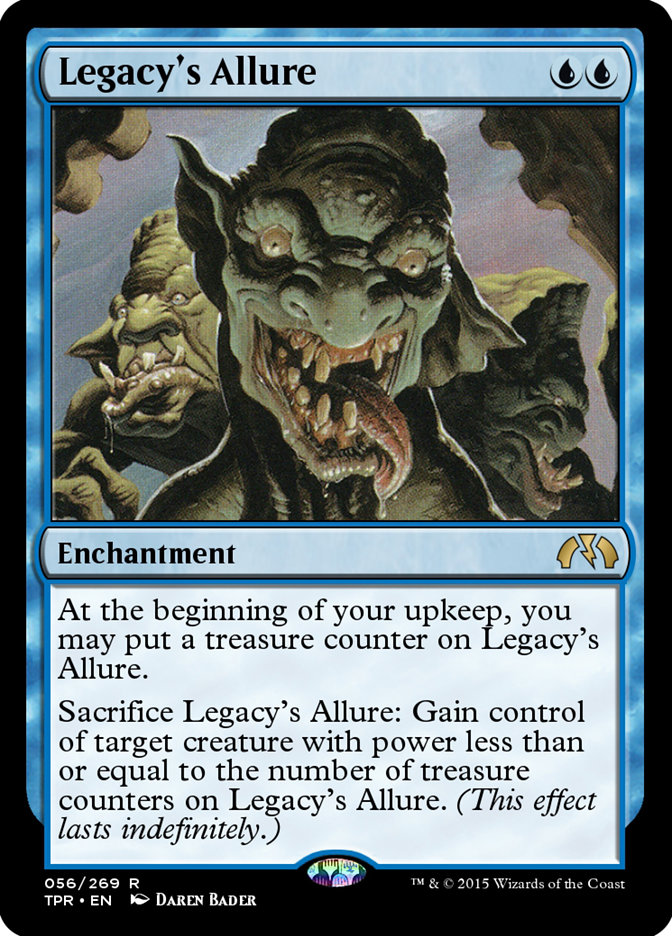 Legacy's Allure
Enchantment
At the beginning of your upkeep, you
may put a treasure counter on Legacy's
Allure.
Sacrifice Legacy's Allure: Gain control
of target creature with power less than
or equal to the number of treasure
counters on Legacy's Allure. (This effect
lasts indefinitely.)
056/269 R
™ & © 2015 Wizards of the Coast
TPR • EN Daren Bader